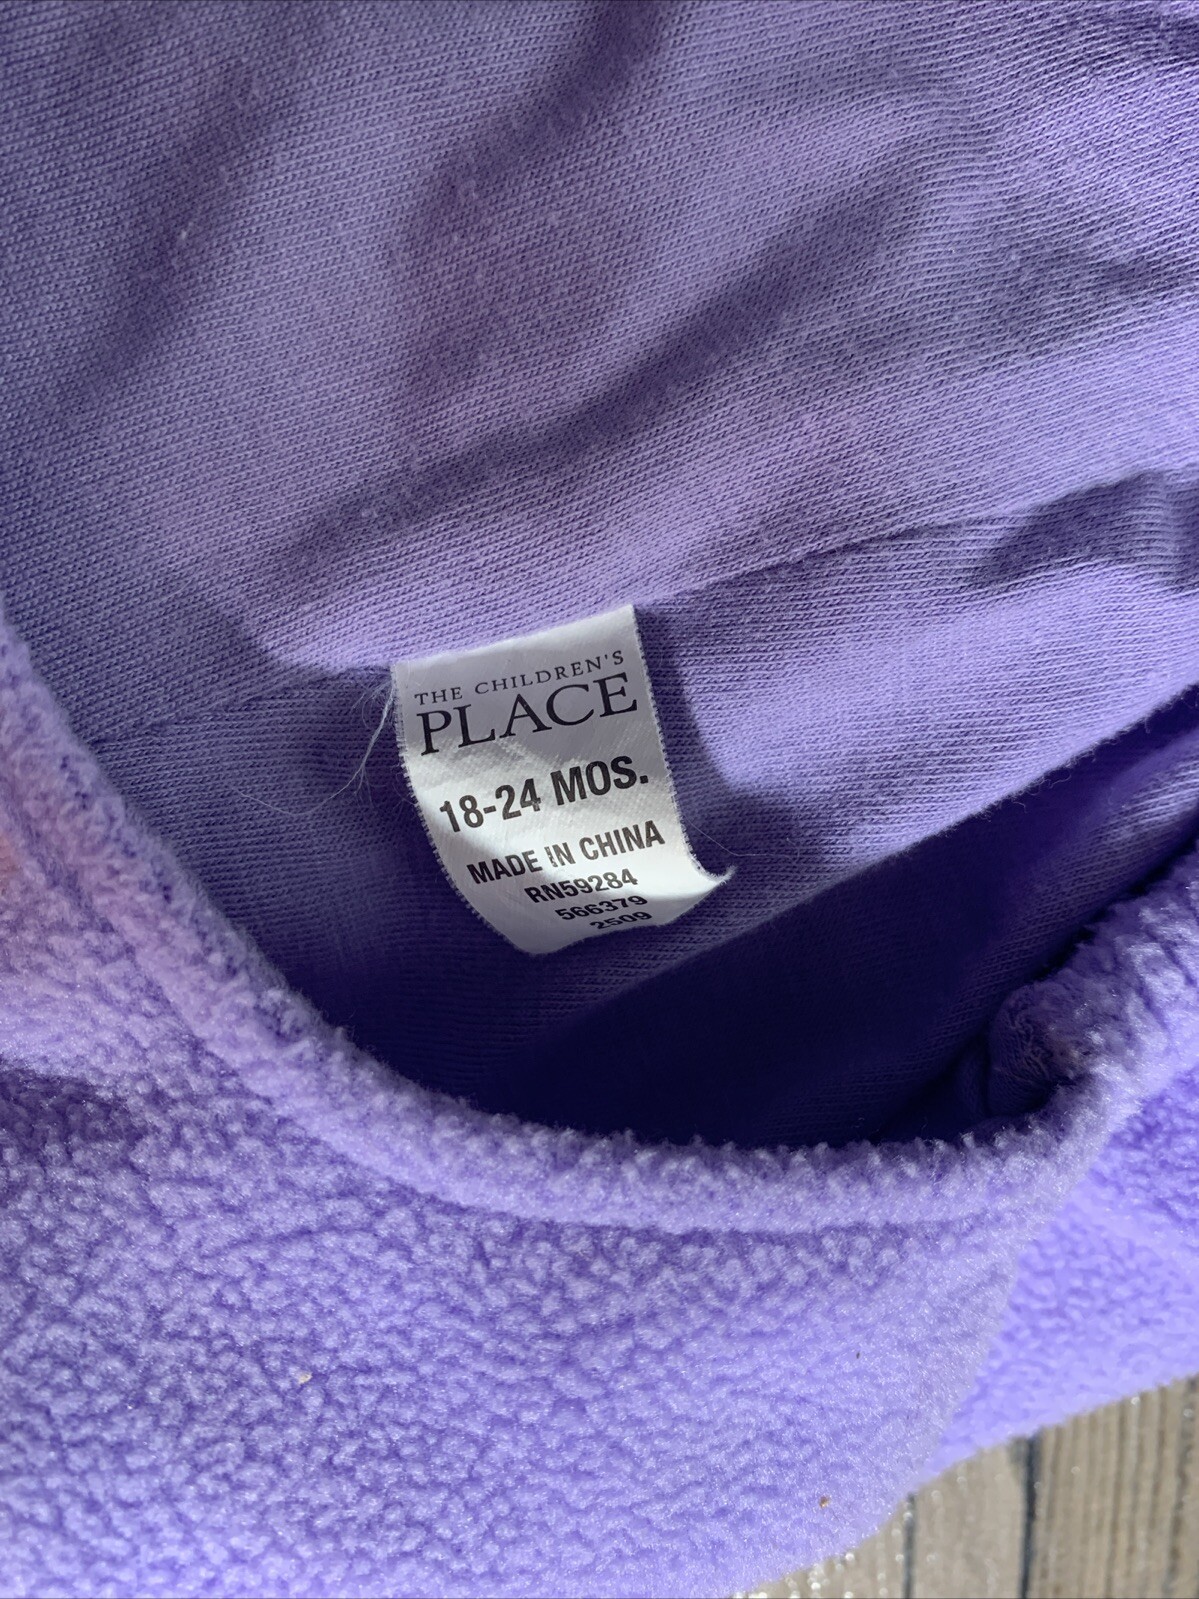 THE CHILDREN'S
PLACE
18-24 MOS.
MADE IN CHINA
RN59284
566379
2509